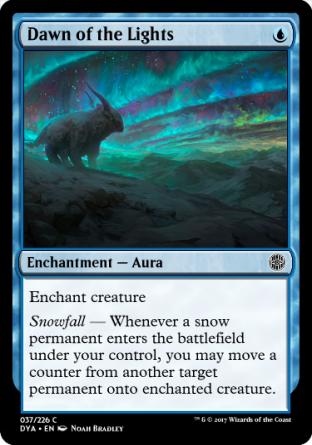 Dawn of the Lights
Enchantment — Aura
Enchant creature
Snowfall — Whenever a snow
permanent enters the battlefield
under your control, you may move a
counter from another target
permanent onto enchanted creature.
037/226 C
DYA • EN Noah Bradley
™ & © 2017 Wizards of the Coast